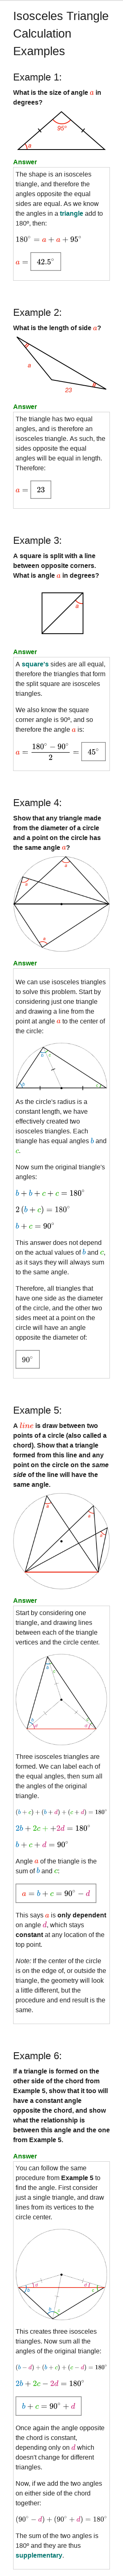 Isosceles Triangle
Calculation
Examples
Example 1:
What is the size of angle a in
degrees?
95°
a
Answer
The shape is an isosceles
triangle, and therefore the
angles opposite the equal
sides are equal. As we know
the angles in a triangle add to
180º, then:
180° = a + a + 95°
a = 42.5°
Example 2:
What is the length of side a?
a
23
Answer
The triangle has two equal
angles, and is therefore an
isosceles triangle. As such, the
sides opposite the equal
angles will be equal in length.
Therefore:
a = 23
Example 3:
A square is split with a line
between opposite corners.
What is angle a in degrees?
a
Answer
A square's sides are all equal,
therefore the triangles that form
the split square are isosceles
triangles.
We also know the square
corner angle is 90º, and so
therefore the angle a is:
a = (180° − 90°) / 2 = 45°
Example 4:
Show that any triangle made
from the diameter of a circle
and a point on the circle has
the same angle a?
a
a
a
Answer
We can use isosceles triangles
to solve this problem. Start by
considering just one triangle
and drawing a line from the
point at angle a to the center of
the circle:
b c
b
c
As the circle's radius is a
constant length, we have
effectively created two
isosceles triangles. Each
triangle has equal angles b and
c.
Now sum the original triangle's
angles:
b + b + c + c = 180°
2 (b + c) = 180°
b + c = 90°
This answer does not depend
on the actual values of b and c,
as it says they will always sum
to the same angle.
Therefore, all triangles that
have one side as the diameter
of the circle, and the other two
sides meet at a point on the
circle will have an angle
opposite the diameter of:
90°
Example 5:
A line is draw between two
points of a circle (also called a
chord). Show that a triangle
formed from this line and any
point on the circle on the same
side of the line will have the
same angle.
a
a
a
Answer
Start by considering one
triangle, and drawing lines
between each of the triangle
vertices and the circle center.
b c
b
d
c
d
Three isosceles triangles are
formed. We can label each of
the equal angles, then sum all
the angles of the original
triangle.
(b + c) + (b + d) + (c + d) = 180°
2b + 2c + +2d = 180°
b + c + d = 90°
Angle a of the triangle is the
sum of b and c:
a = b + c = 90° − d
This says a is only dependent
on angle d, which stays
constant at any location of the
top point.
Note: If the center of the circle
is on the edge of, or outside the
triangle, the geometry will look
a little different, but the
procedure and end result is the
same.
Example 6:
If a triangle is formed on the
other side of the chord from
Example 5, show that it too will
have a constant angle
opposite the chord, and show
what the relationship is
between this angle and the one
from Example 5.
Answer
You can follow the same
procedure from Example 5 to
find the angle. First consider
just a single triangle, and draw
lines from its vertices to the
circle center.
d
d
b
c
b c
This creates three isosceles
triangles. Now sum all the
angles of the original triangle:
(b − d) + (b + c) + (c − d) = 180°
2b + 2c − 2d = 180°
b + c = 90° + d
Once again the angle opposite
the chord is constant,
depending only on d which
doesn't change for different
triangles.
Now, if we add the two angles
on either side of the chord
together:
(90° − d) + (90° + d) = 180°
The sum of the two angles is
180º and they are thus
supplementary.